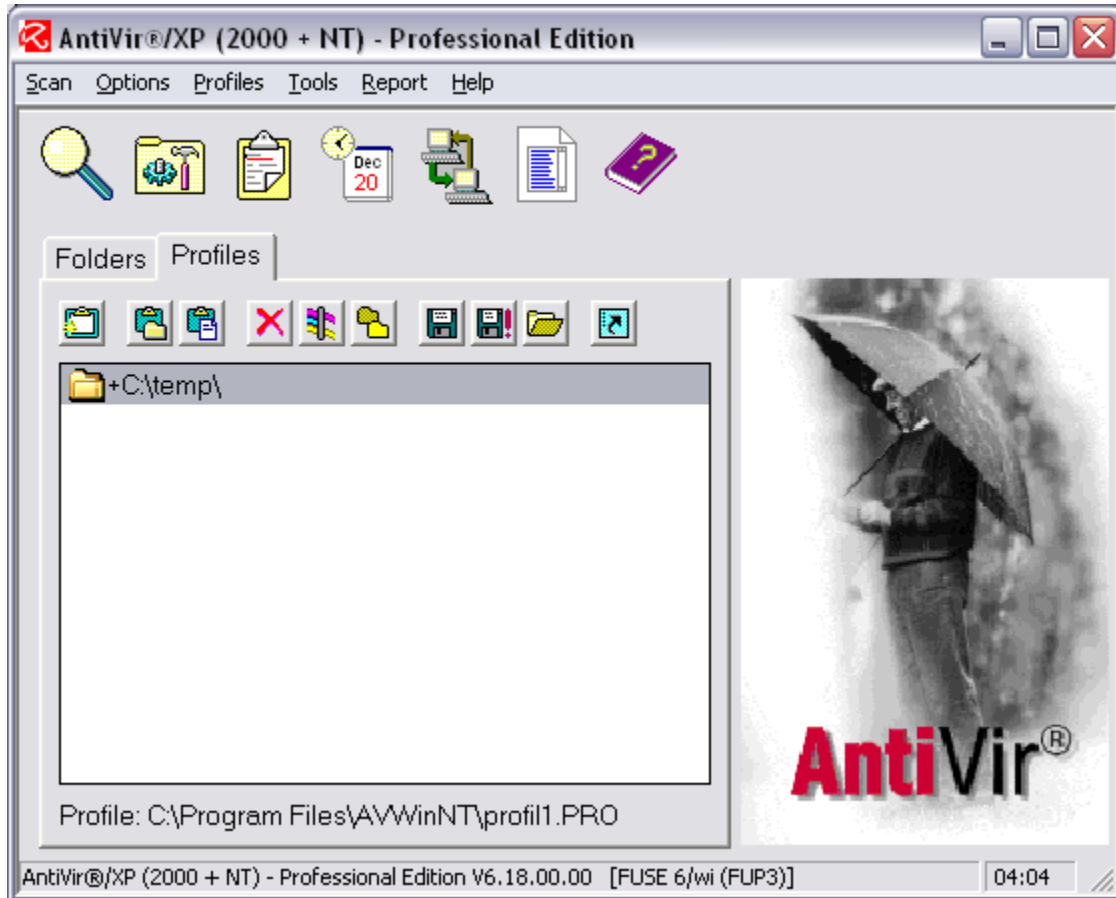 AntiVir®/XP (2000 + NT) - Professional Edition
Scan Options Profiles Tools Report Help
Dec
20
?
Folders Profiles
+C:\temp\
AntiVir®
Profile: C:\Program Files\AVWinNT\profil1.PRO
AntiVir®/XP (2000 + NT) - Professional Edition V6.18.00.00 [FUSE 6/wi (FUP3)] 04:04